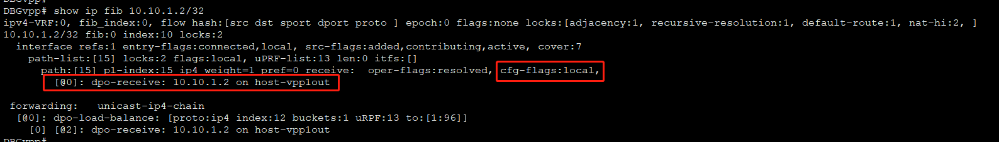 DBGvpp# show ip fib 10.10.1.2/32
ipv4-VRF:0, fib_index:0, flow hash:[src dst sport dport proto ] epoch:0 flags:none locks:[adjacency:1, recursive-resolution:1, default-route:1, nat-hi:2, ]
10.10.1.2/32 fib:0 index:10 locks:2
interface refs:1 entry-flags:connected,local, src-flags:added,contributing,active, cover:7
path-list:[15] locks:2 flags:local, uPRF-list:13 len:0 itfs:[]
path:[15] pl-index:15 ip4 weight=1 pref=0 receive: oper-flags:resolved, cfg-flags:local,
[@0]: dpo-receive: 10.10.1.2 on host-vpp1out
forwarding: unicast-ip4-chain
[@0]: dpo-load-balance: [proto:ip4 index:12 buckets:1 uRPF:13 to:[1:96]]
[0] [@2]: dpo-receive: 10.10.1.2 on host-vpp1out
DBGvpp#